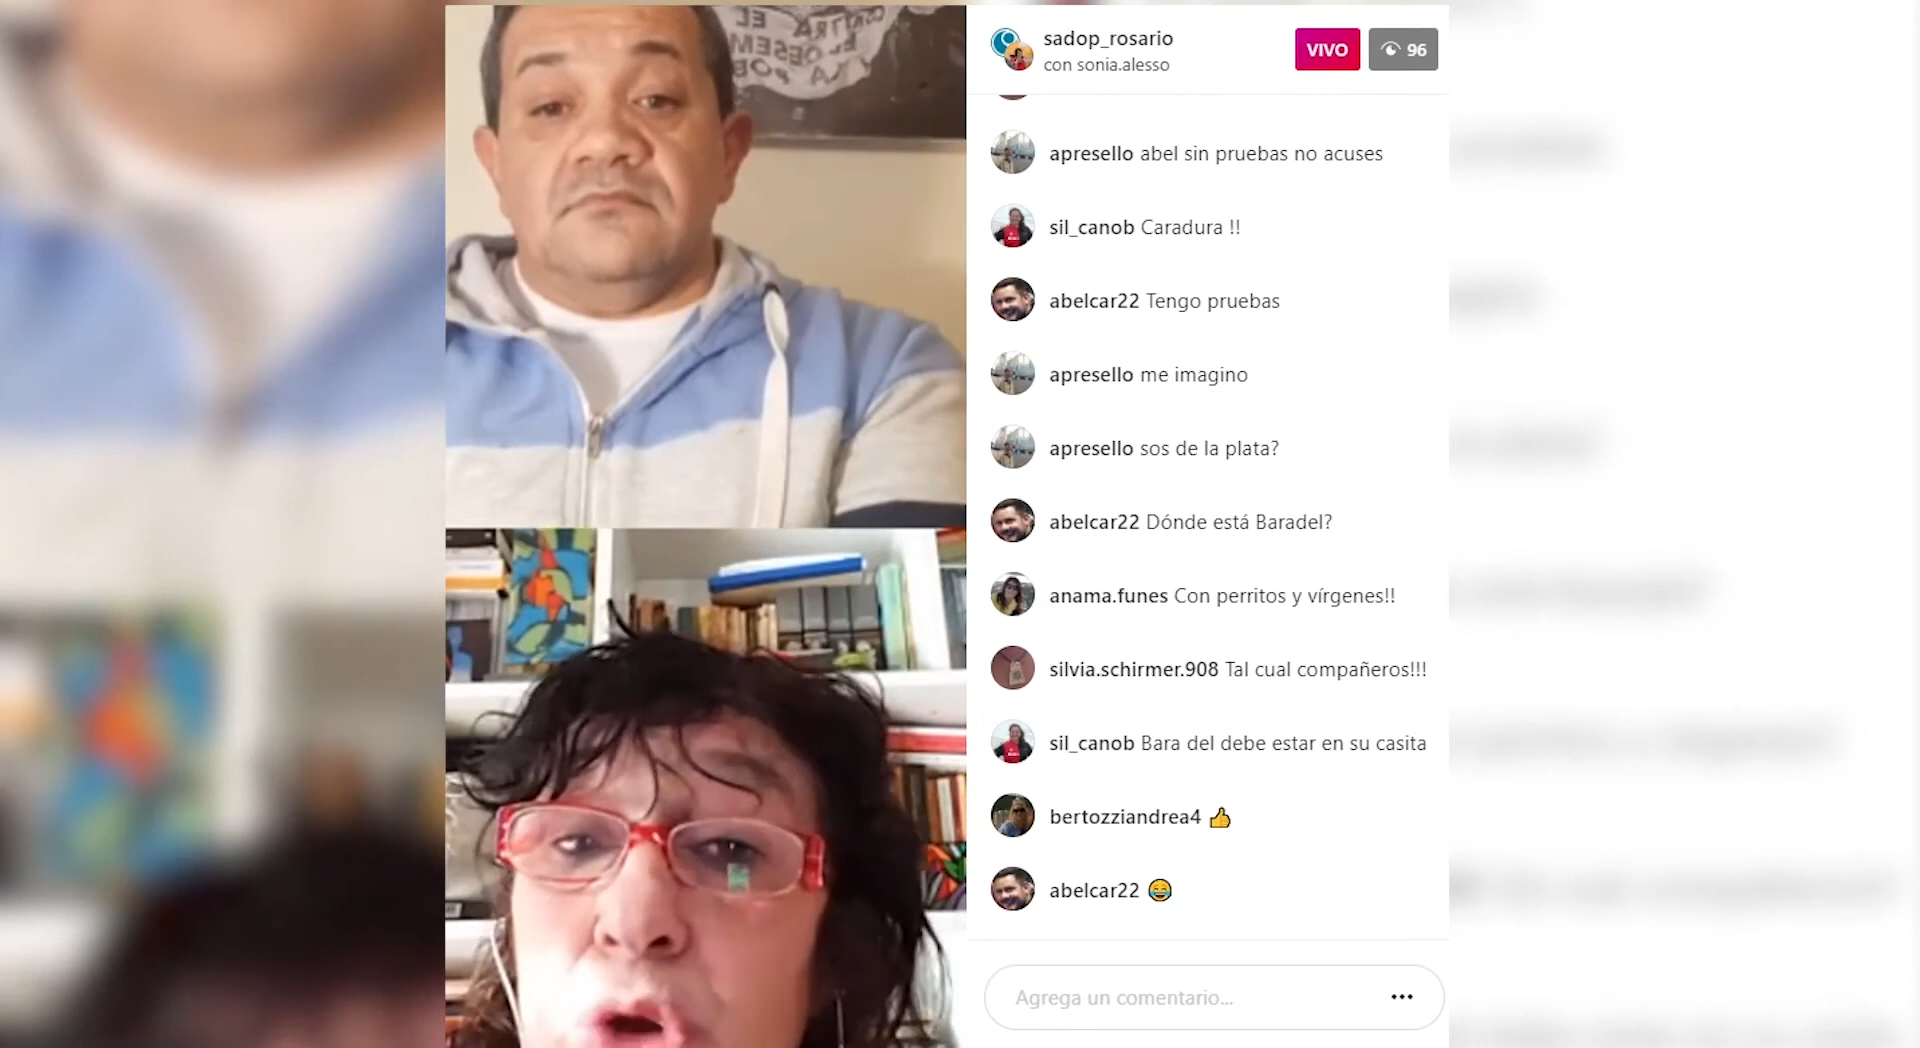 sadop_rosario
con sonia.alesso
VIVO
96
apresello abel sin pruebas no acuses
sil_canob Caradura !!
abelcar22 Tengo pruebas
apresello me imagino
apresello sos de la plata?
abelcar22 Dónde está Baradel?
anama.funes Con perritos y vírgenes!!
silvia.schirmer.908 Tal cual compañeros!!!
sil_canob Bara del debe estar en su casita
bertozziandrea4 👍
abelcar22 😂
Agrega un comentario...